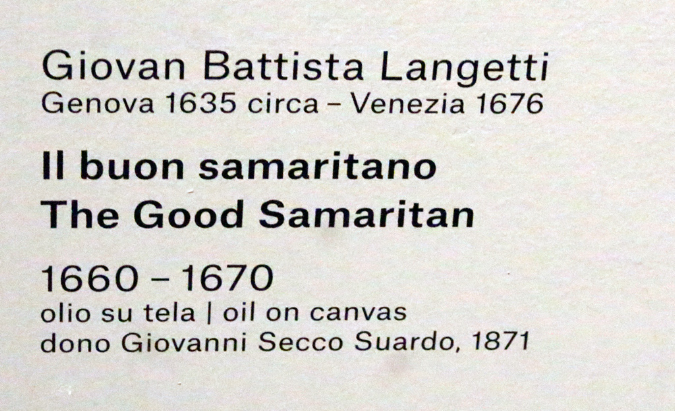 Giovan Battista Langetti
Genova 1635 circa – Venezia 1676
Il buon samaritano
The Good Samaritan
1660 – 1670
olio su tela | oil on canvas
dono Giovanni Secco Suardo, 1871